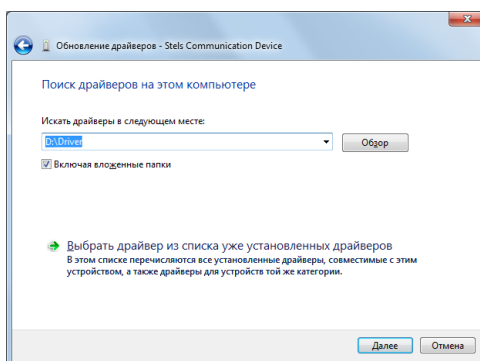 Обновление драйверов - Stels Communication Device
Поиск драйверов на этом компьютере
Искать драйверы в следующем месте:
D:\Driver
Обзор
Включая вложенные папки
Выбрать драйвер из списка уже установленных драйверов
В этом списке перечисляются все установленные драйверы, совместимые с этим
устройством, а также драйверы для устройств той же категории.
Далее
Отмена